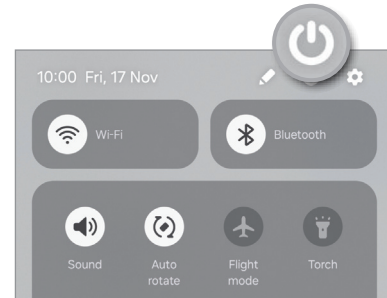 10:00 Fri, 17 Nov
Wi-Fi
Bluetooth
Sound
Auto
rotate
Flight
mode
Torch